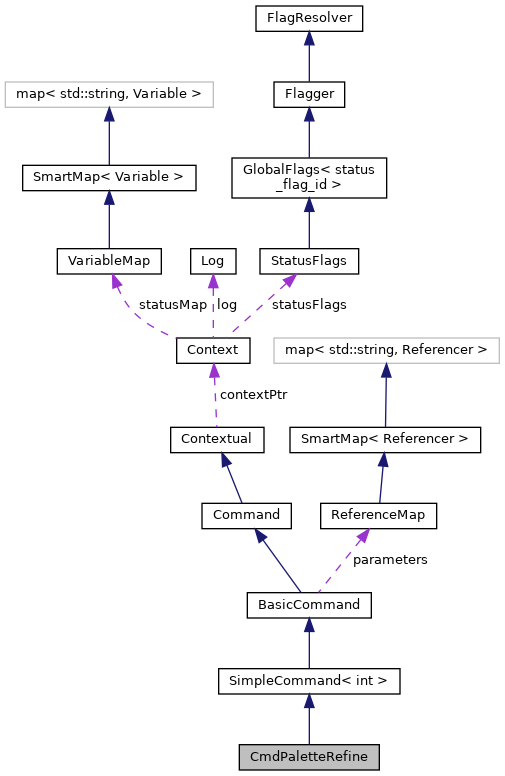 FlagResolver
map< std::string, Variable >
Flagger
SmartMap< Variable >
GlobalFlags< status
_flag_id >
VariableMap
Log
StatusFlags
statusMap
log
statusFlags
Context
map< std::string, Referencer >
contextPtr
Contextual
SmartMap< Referencer >
Command
ReferenceMap
parameters
BasicCommand
SimpleCommand< int >
CmdPaletteRefine